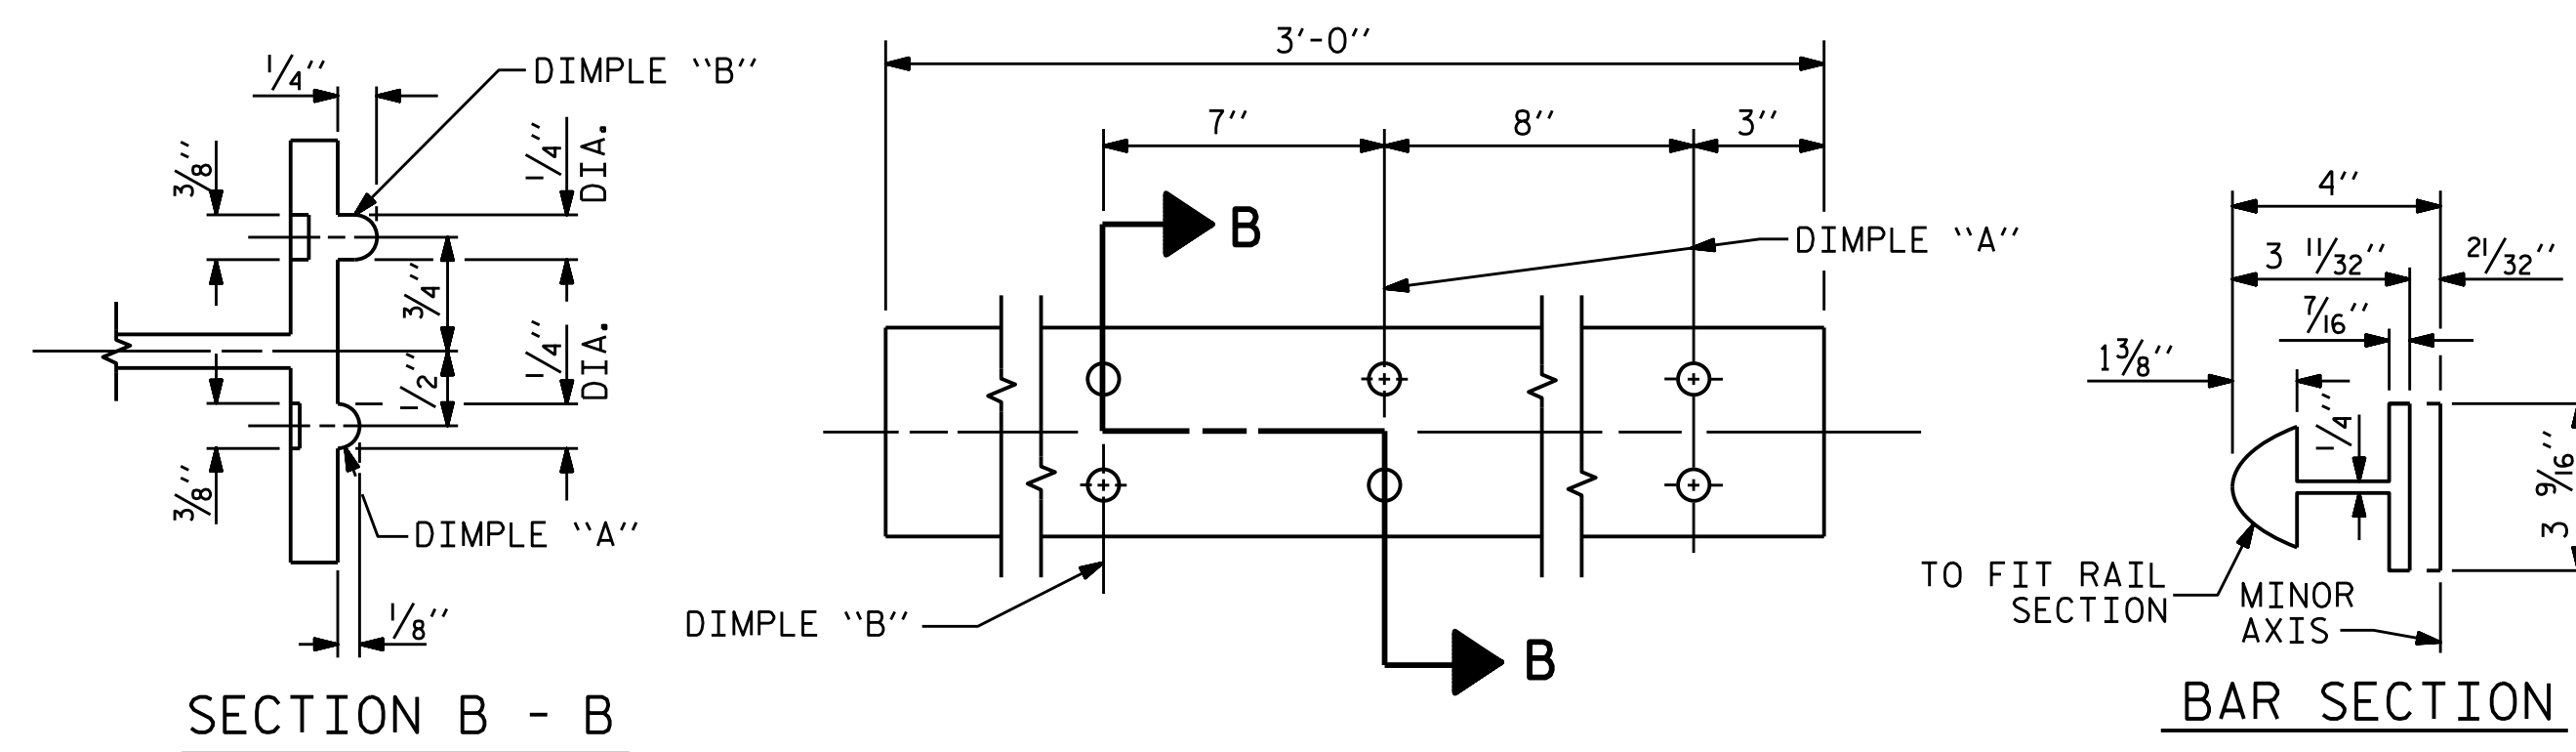 1/4''
DIMPLE ''B''
3/8''
1/4''
DIA.
3/4''
1/2''
1/4''
DIA.
3/8''
DIMPLE ''A''
1/8''
SECTION B - B
3'-0''
7''
8''
3''
B
DIMPLE ''A''
DIMPLE ''B''
B
4''
3 11/32''
21/32''
7/16''
1 3/8''
1/4''
3 9/16''
TO FIT RAIL
SECTION
MINOR
AXIS
BAR SECTION